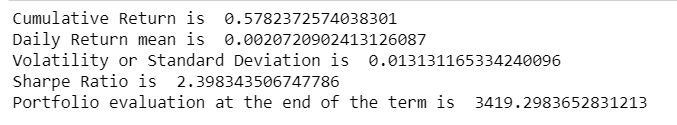 Cumulative Return is  0.5782372574038301
Daily Return mean is  0.0020720902413126087
Volatility or Standard Deviation is  0.013131165334240096
Sharpe Ratio is  2.398343506747786
Portfolio evaluation at the end of the term is  3419.2983652831213